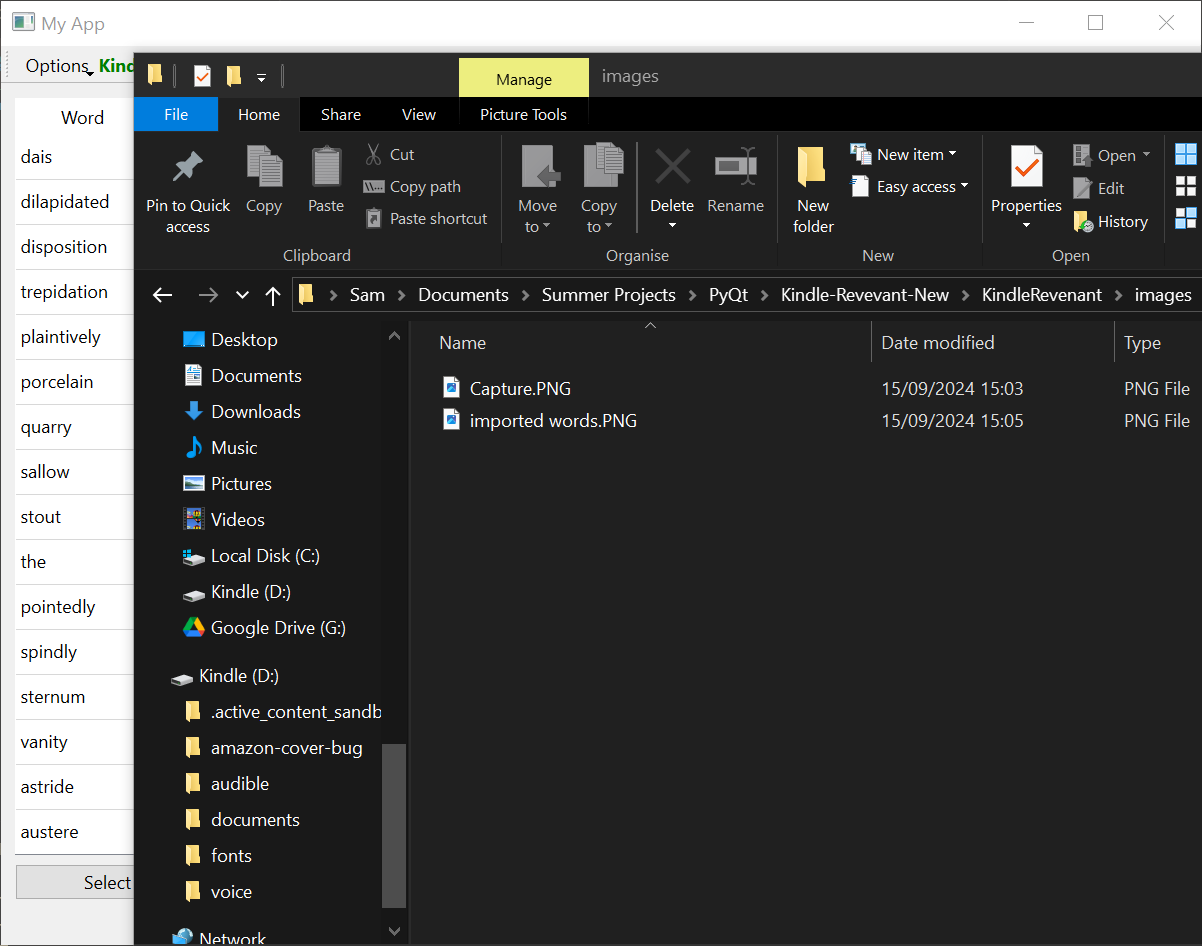 My App
Options Kind
Word
dais
dilapidated
disposition
trepidation
plaintively
porcelain
quarry
sallow
stout
the
pointedly
spindly
sternum
vanity
astride
austere
Select
Manage images
File Home Share View Picture Tools
Pin to Quick access
Copy
Paste
Cut
Copy path
Paste shortcut
Clipboard
Move to
Copy to
Delete
Rename
Organise
New folder
New item
Easy access
New
Properties
Open
Edit
History
Open
Sam Documents Summer Projects PyQt Kindle-Revevant-New KindleRevenant images
Desktop
Documents
Downloads
Music
Pictures
Videos
Local Disk (C:)
Kindle (D:)
Google Drive (G:)
Kindle (D:)
.active_content_sandb
amazon-cover-bug
audible
documents
fonts
voice
Network
Name Date modified Type
Capture.PNG 15/09/2024 15:03 PNG File
imported words.PNG 15/09/2024 15:05 PNG File